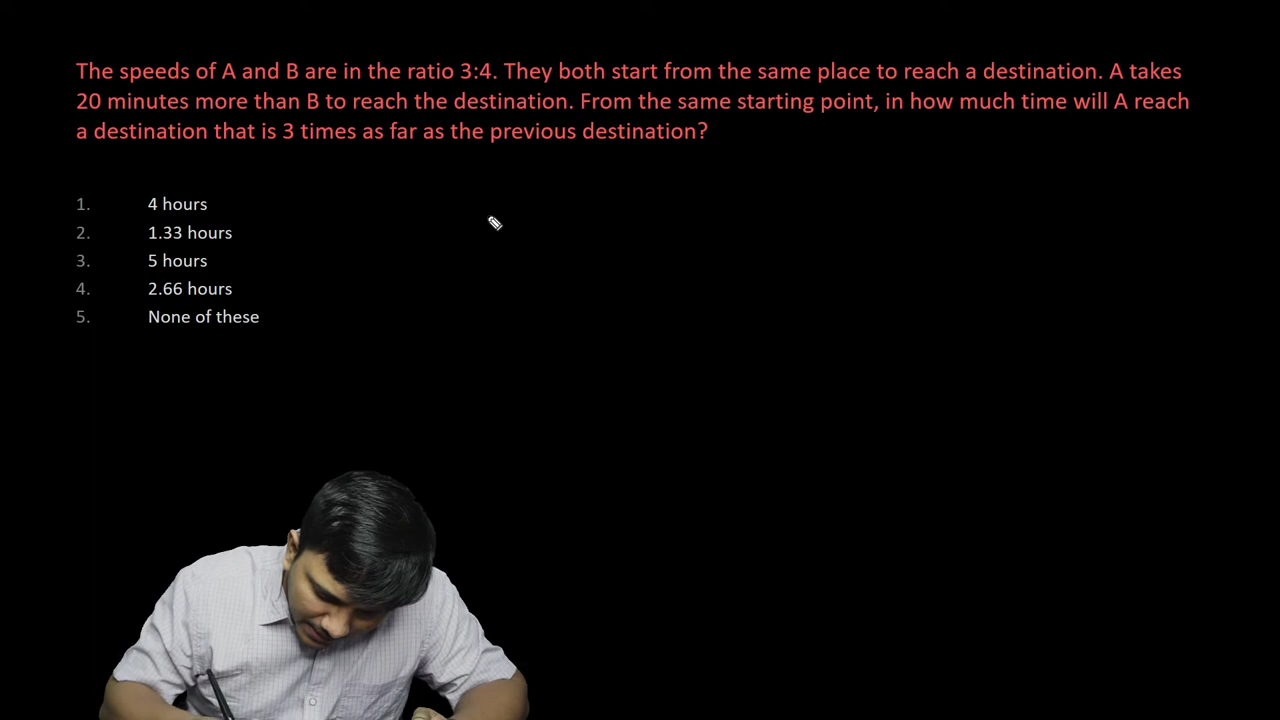 The speeds of A and B are in the ratio 3:4. They both start from the same place to reach a destination. A takes
20 minutes more than B to reach the destination. From the same starting point, in how much time will A reach
a destination that is 3 times as far as the previous destination?
1. 4 hours
2. 1.33 hours
3. 5 hours
4. 2.66 hours
5. None of these